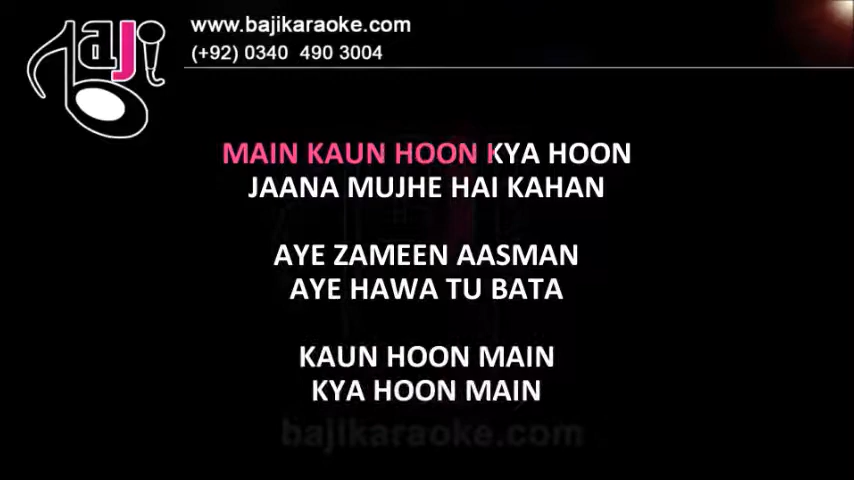 www.bajikaraoke.com
(+92) 0340 490 3004
Baji
MAIN KAUN HOON KYA HOON
JAANA MUJHE HAI KAHAN
AYE ZAMEEN AASMAN
AYE HAWA TU BATA
KAUN HOON MAIN
KYA HOON MAIN
bajikaraoke.com